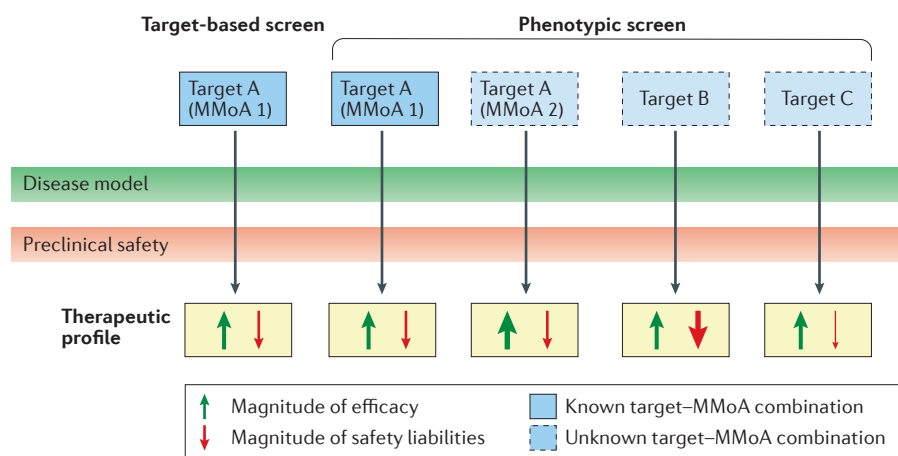 Target-based screen
Phenotypic screen
Target A
(MMoA 1)
Target A
(MMoA 1)
Target A
(MMoA 2)
Target B
Target C
Disease model
Preclinical safety
Therapeutic
profile
Magnitude of efficacy
Magnitude of safety liabilities
Known target–MMoA combination
Unknown target–MMoA combination